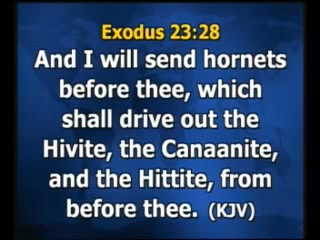 Exodus 23:28
And I will send hornets
before thee, which
shall drive out the
Hivite, the Canaanite,
and the Hittite, from
before thee. (KJV)